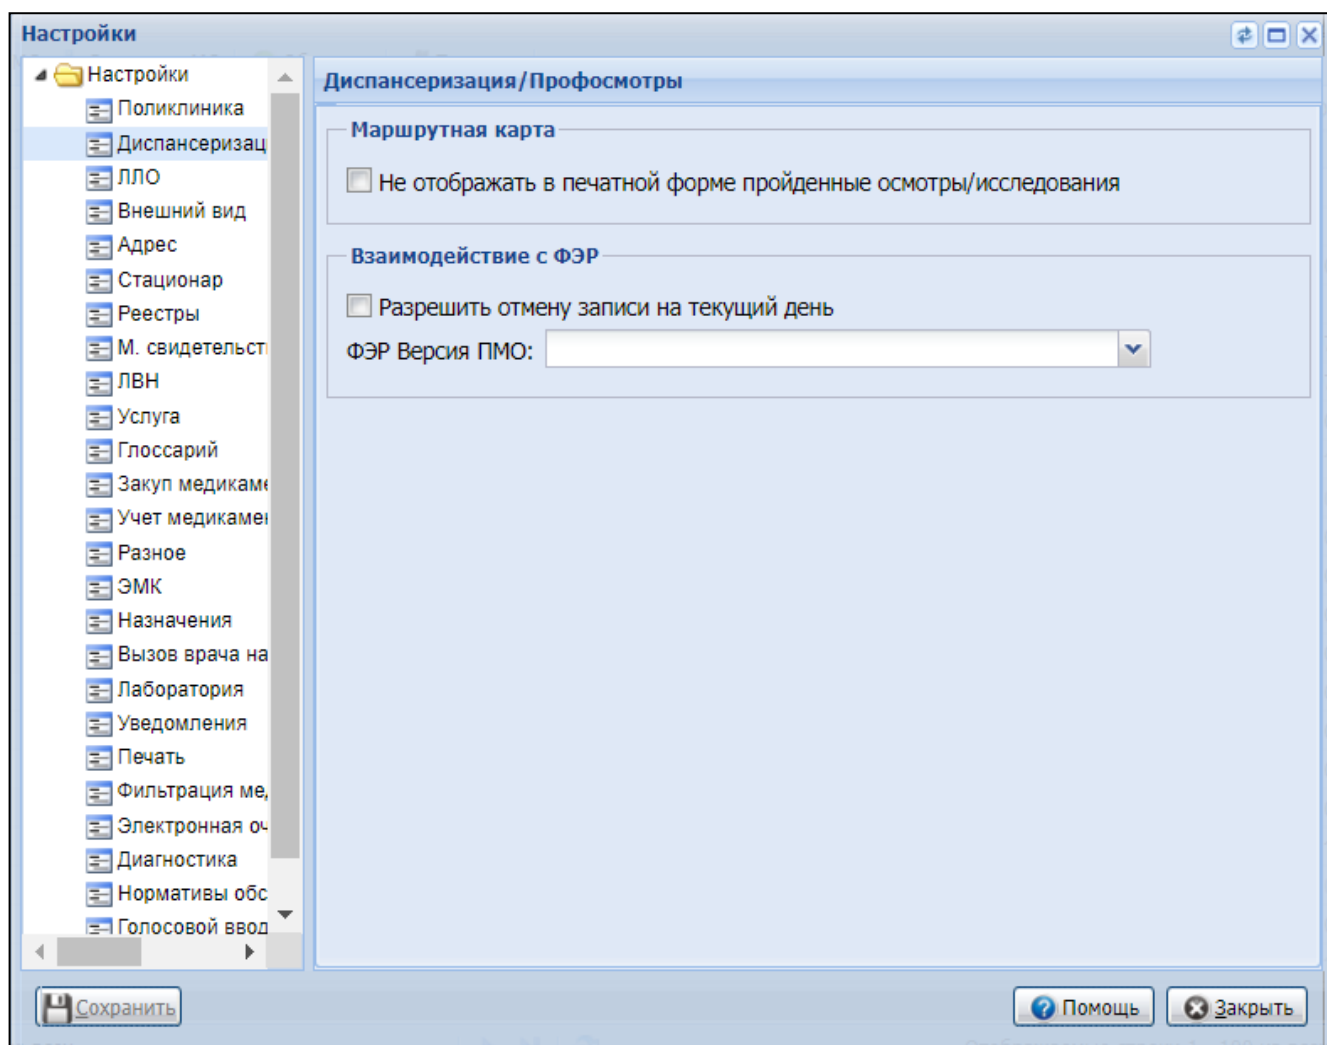 Настройки
Настройки
Поликлиника
Диспансеризац
ЛЛО
Внешний вид
Адрес
Стационар
Реестры
М. свидетельст
ЛВН
Услуга
Глоссарий
Закуп медикаме
Учет медикамен
Разное
ЭМК
Назначения
Вызов врача на
Лаборатория
Уведомления
Печать
Фильтрация ме
Электронная оч
Диагностика
Нормативы обс
Голосовой ввод
Диспансеризация/Профосмотры
Маршрутная карта
Не отображать в печатной форме пройденные осмотры/исследования
Взаимодействие с ФЭР
Разрешить отмену записи на текущий день
ФЭР Версия ПМО:
Сохранить
Помощь
Закрыть